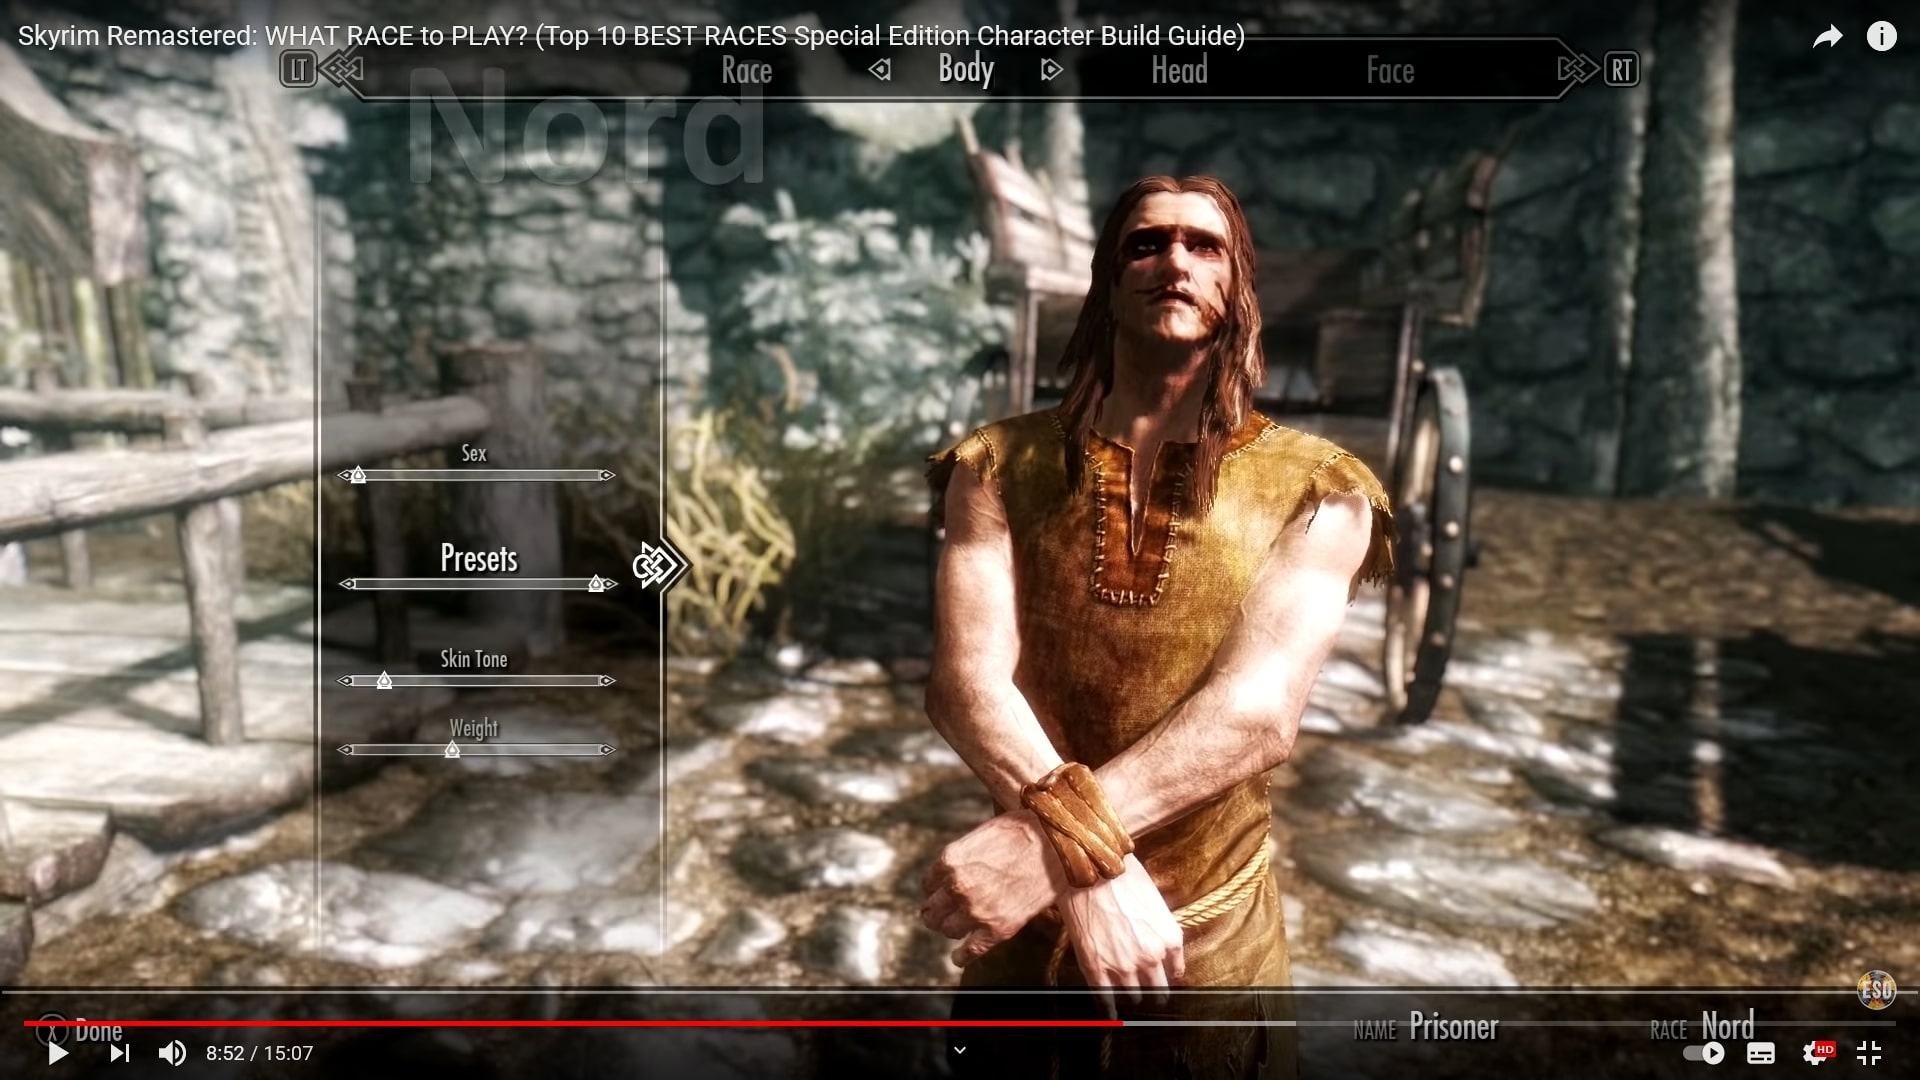 Skyrim Remastered: WHAT RACE to PLAY? (Top 10 BEST RACES Special Edition Character Build Guide)
LT Race Body Head Face RT
Nord
Sex
Presets
Skin Tone
Weight
ESO
X Done NAME Prisoner RACE Nord
8:52 / 15:07 HD